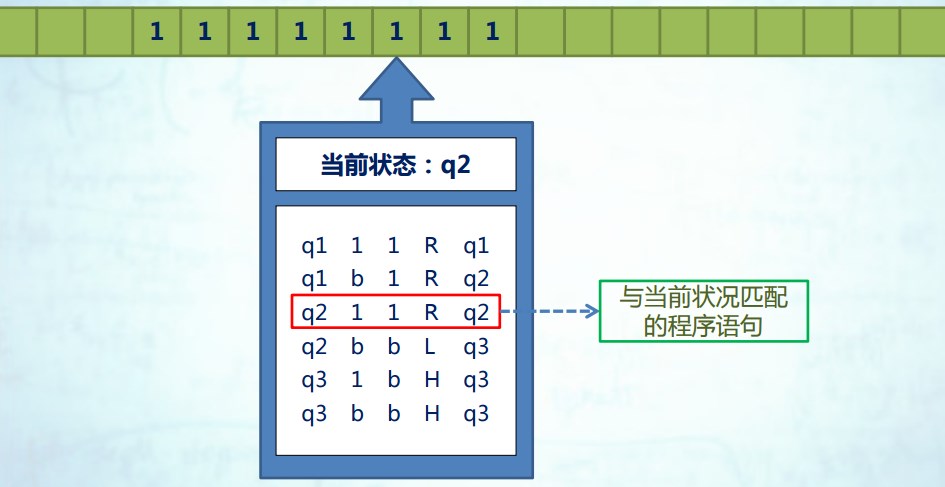 1 1 1 1 1 1 1 1
当前状态：q2
q1 1 1 R q1
q1 b 1 R q2
q2 1 1 R q2
q2 b b L q3
q3 1 b H q3
q3 b b H q3
与当前状况匹配
的程序语句